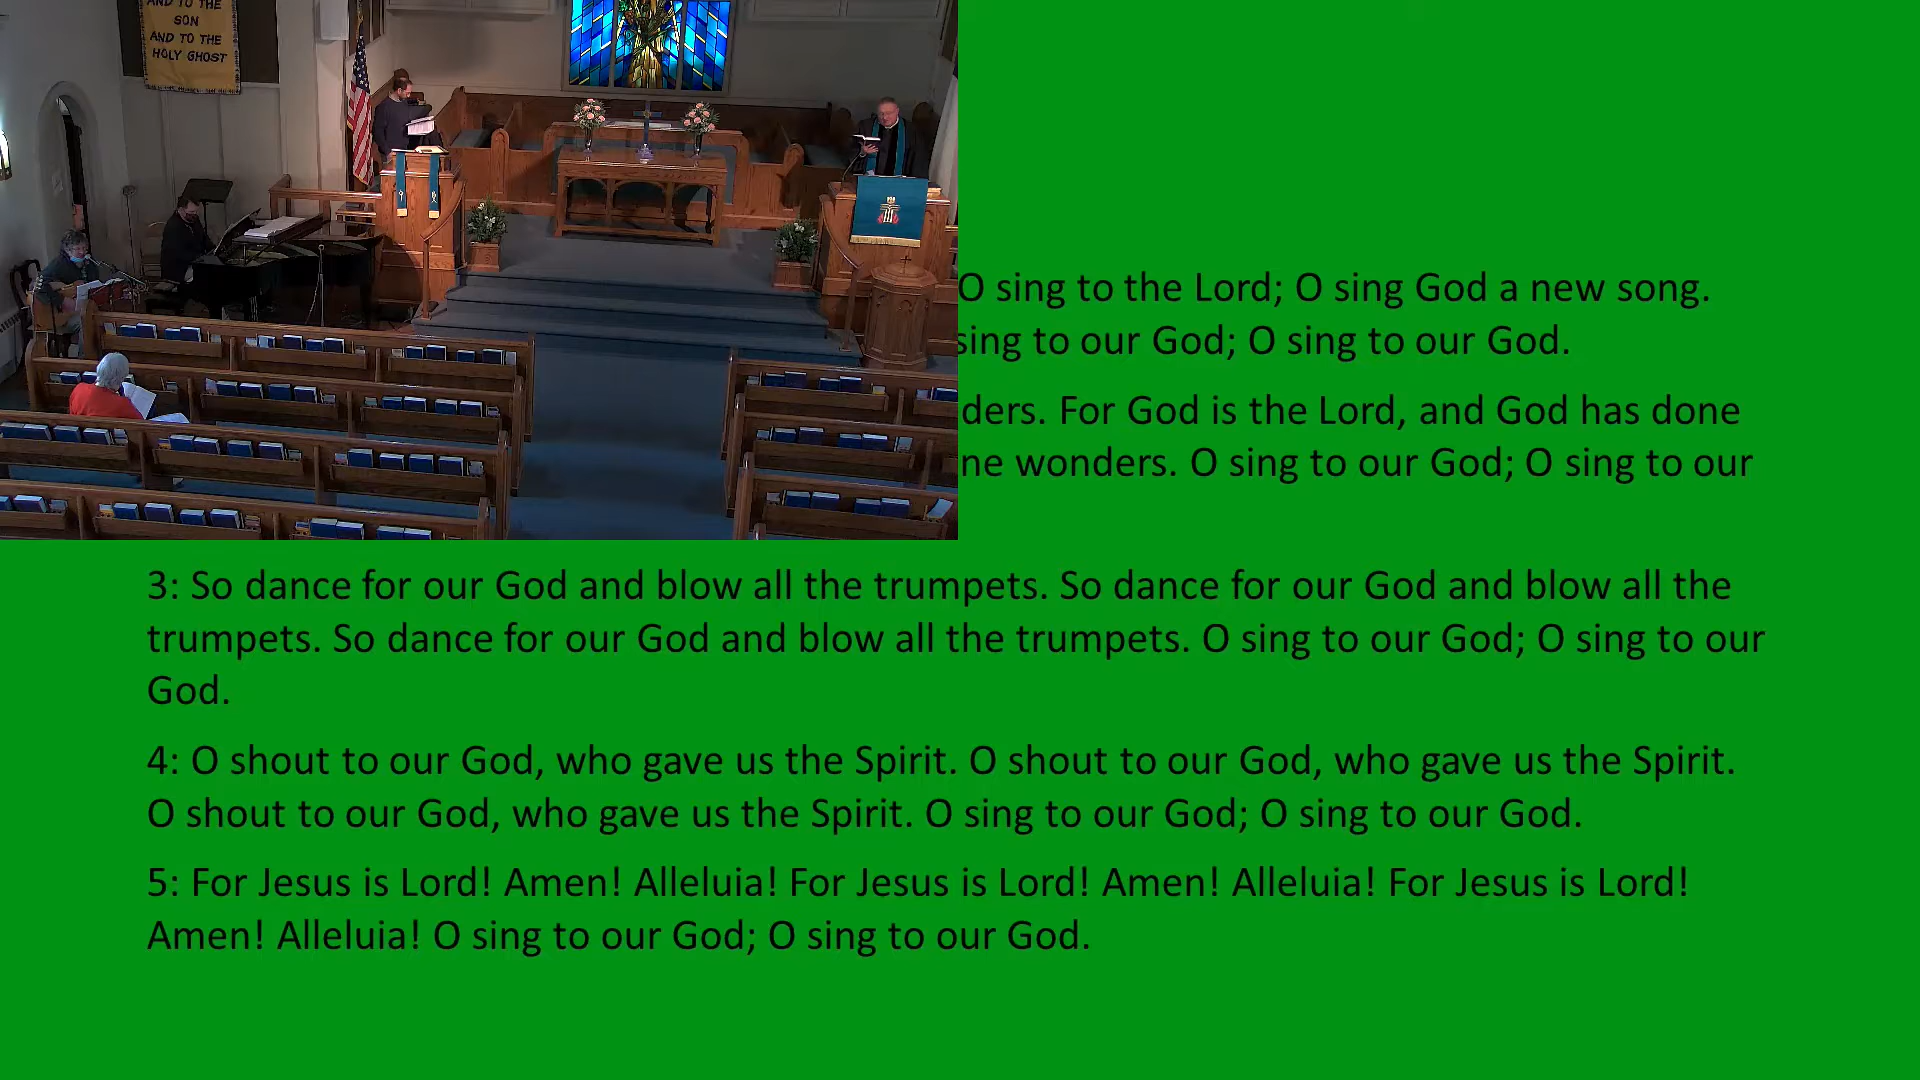 AND TO THE
SON
AND TO THE
HOLY GHOST
O sing to the Lord; O sing God a new song.
sing to our God; O sing to our God.
ders. For God is the Lord, and God has done
ne wonders. O sing to our God; O sing to our
3: So dance for our God and blow all the trumpets. So dance for our God and blow all the
trumpets. So dance for our God and blow all the trumpets. O sing to our God; O sing to our
God.
4: O shout to our God, who gave us the Spirit. O shout to our God, who gave us the Spirit.
O shout to our God, who gave us the Spirit. O sing to our God; O sing to our God.
5: For Jesus is Lord! Amen! Alleluia! For Jesus is Lord! Amen! Alleluia! For Jesus is Lord!
Amen! Alleluia! O sing to our God; O sing to our God.